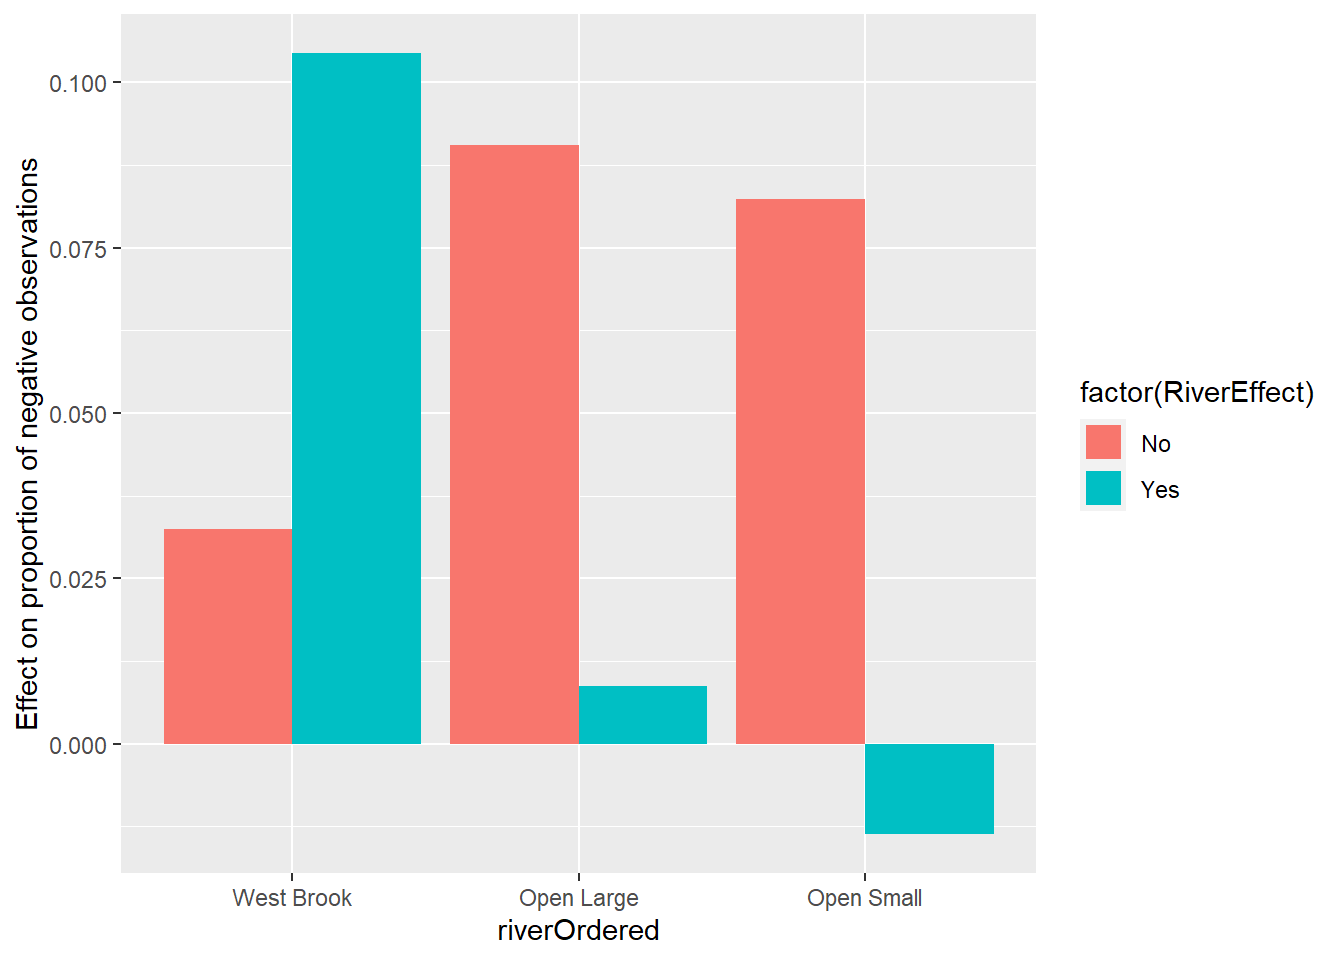 Effect on proportion of negative observations
0.100
0.075
0.050
0.025
0.000
West Brook
Open Large
Open Small
riverOrdered
factor(RiverEffect)
No
Yes